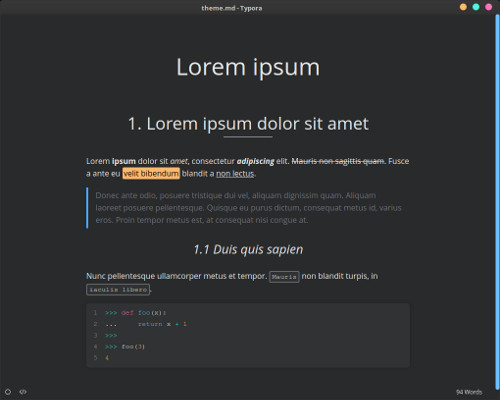 theme.md - Typora
Lorem ipsum
1. Lorem ipsum dolor sit amet
Lorem ipsum dolor sit amet, consectetur adipiscing elit. Mauris non sagittis quam. Fusce
a ante eu velit bibendum blandit a non lectus.
Donec ante odio, posuere tristique dui vel, aliquam dignissim quam. Aliquam
laoreet posuere pellentesque. Quisque eu purus dictum, consequat metus id, varius
eros. Proin tempor metus est, at consequat nisi congue at.
1.1 Duis quis sapien
Nunc pellentesque ullamcorper metus et tempor. Mauris non blandit turpis, in
iaculis libero.
1 >>> def foo(x):
2 ... return x + 1
3 >>>
4 >>> foo(3)
5 4
94 Words